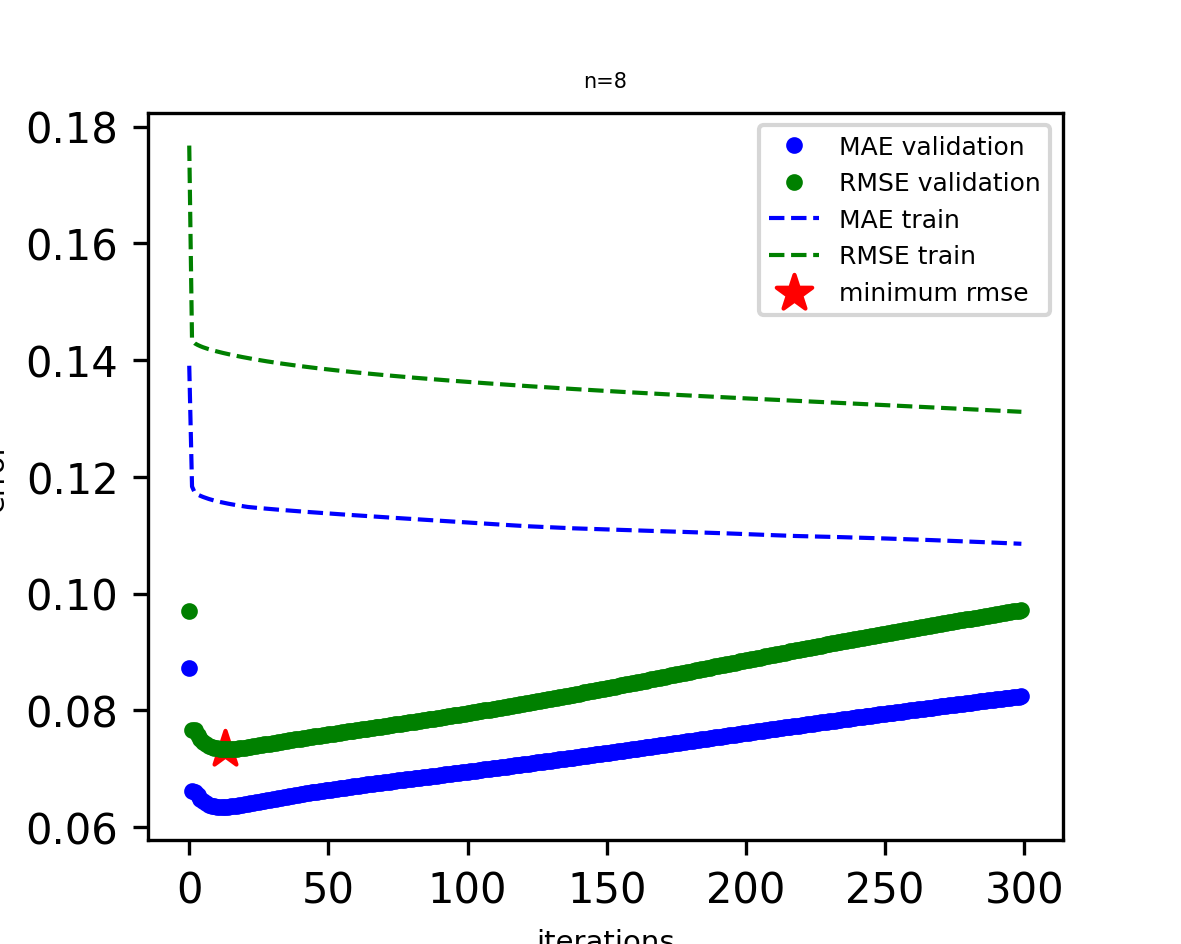 n=8
0.18
0.16
0.14
0.12
0.10
0.08
0.06
MAE validation
RMSE validation
MAE train
RMSE train
minimum rmse
0 50 100 150 200 250 300
iterations